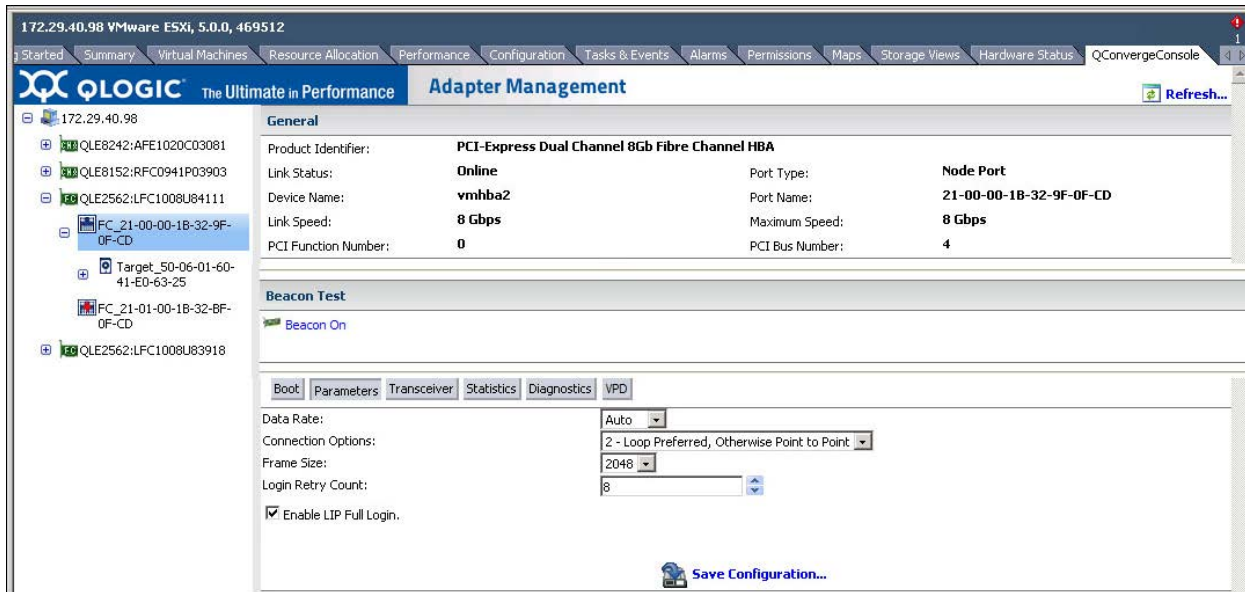 172.29.40.98 VMware ESXi, 5.0.0, 469512
1
g Started Summary Virtual Machines Resource Allocation Performance Configuration Tasks & Events Alarms Permissions Maps Storage Views Hardware Status QConvergeConsole
QLOGIC The Ultimate in Performance Adapter Management Refresh...
172.29.40.98
QLE8242:AFE1020C03081
QLE8152:RFC0941P03903
QLE2562:LFC1008U84111
FC_21-00-00-1B-32-9F-
0F-CD
Target_50-06-01-60-
41-E0-63-25
FC_21-01-00-1B-32-BF-
0F-CD
QLE2562:LFC1008U83918
General
Product Identifier: PCI-Express Dual Channel 8Gb Fibre Channel HBA
Link Status: Online Port Type: Node Port
Device Name: vmhba2 Port Name: 21-00-00-1B-32-9F-0F-CD
Link Speed: 8 Gbps Maximum Speed: 8 Gbps
PCI Function Number: 0 PCI Bus Number: 4
Beacon Test
Beacon On
Boot Parameters Transceiver Statistics Diagnostics VPD
Data Rate: Auto
Connection Options: 2 - Loop Preferred, Otherwise Point to Point
Frame Size: 2048
Login Retry Count: 8
Enable LIP Full Login.
Save Configuration...